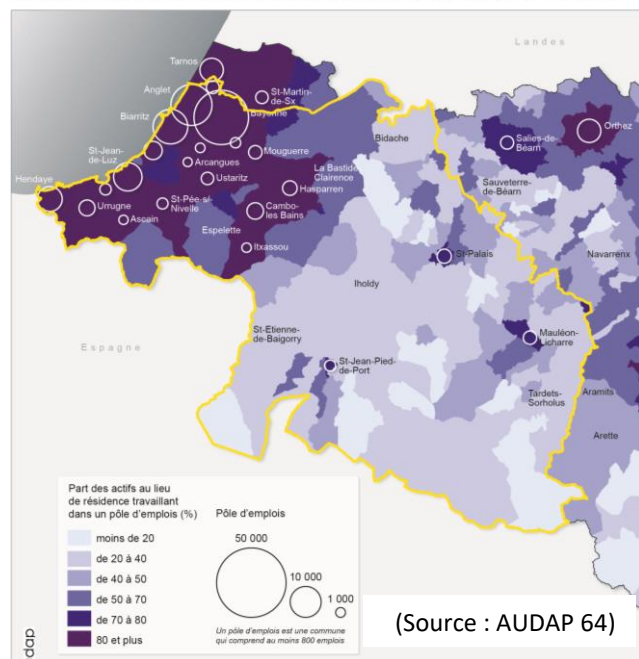 Landes
Tarnos
St-Martin-
de-Sx
Anglet
Bayonne
Biarritz
Orthez
Salies-de-
Béarn
Bidache
St-Jean-
de-Luz
Mouguerre
Arcangues
La Bastide
Clairence
Sauveterre-
de-Béarn
Hendaye
Ustaritz
Hasparren
Urrugne
St-Pée-s/
Nivelle
Cambo-
les Bains
Ascain
Espelette
Itxassou
Navarrenx
St-Palais
Iholdy
St-Etienne-
de-Baigorry
Mauléon-
Licharre
Espagne
St-Jean-Pied-
de-Port
Tardets-
Sorholus
Aramits
Arette
Part des actifs au lieu
de résidence travaillant
dans un pôle d'emplois (%)
moins de 20
de 20 à 40
de 40 à 50
de 50 à 70
de 70 à 80
80 et plus
Pôle d'emplois
50 000
10 000
1 000
Un pôle d'emplois est une commune
qui comprend au moins 800 emplois
(Source : AUDAP 64)
dap